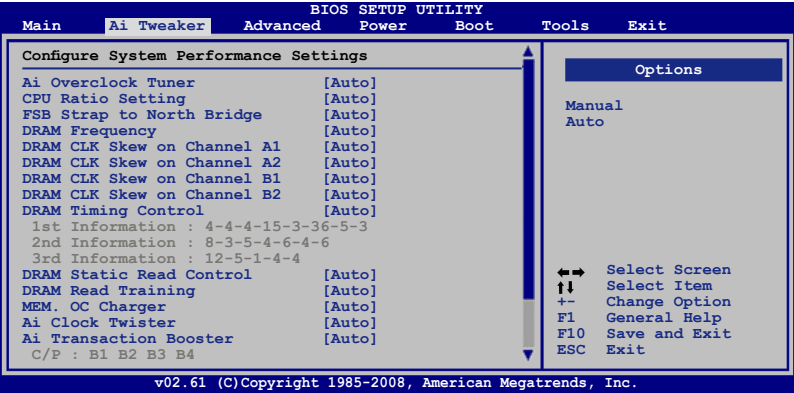 BIOS SETUP UTILITY
Main Ai Tweaker Advanced Power Boot Tools Exit
Configure System Performance Settings
Ai Overclock Tuner [Auto]
CPU Ratio Setting [Auto]
FSB Strap to North Bridge [Auto]
DRAM Frequency [Auto]
DRAM CLK Skew on Channel A1 [Auto]
DRAM CLK Skew on Channel A2 [Auto]
DRAM CLK Skew on Channel B1 [Auto]
DRAM CLK Skew on Channel B2 [Auto]
DRAM Timing Control [Auto]
1st Information : 4-4-4-15-3-36-5-3
2nd Information : 8-3-5-4-6-4-6
3rd Information : 12-5-1-4-4
DRAM Static Read Control [Auto]
DRAM Read Training [Auto]
MEM. OC Charger [Auto]
Ai Clock Twister [Auto]
Ai Transaction Booster [Auto]
C/P : B1 B2 B3 B4
Options
Manual
Auto
Select Screen
Select Item
+- Change Option
F1 General Help
F10 Save and Exit
ESC Exit
v02.61 (C)Copyright 1985-2008, American Megatrends, Inc.